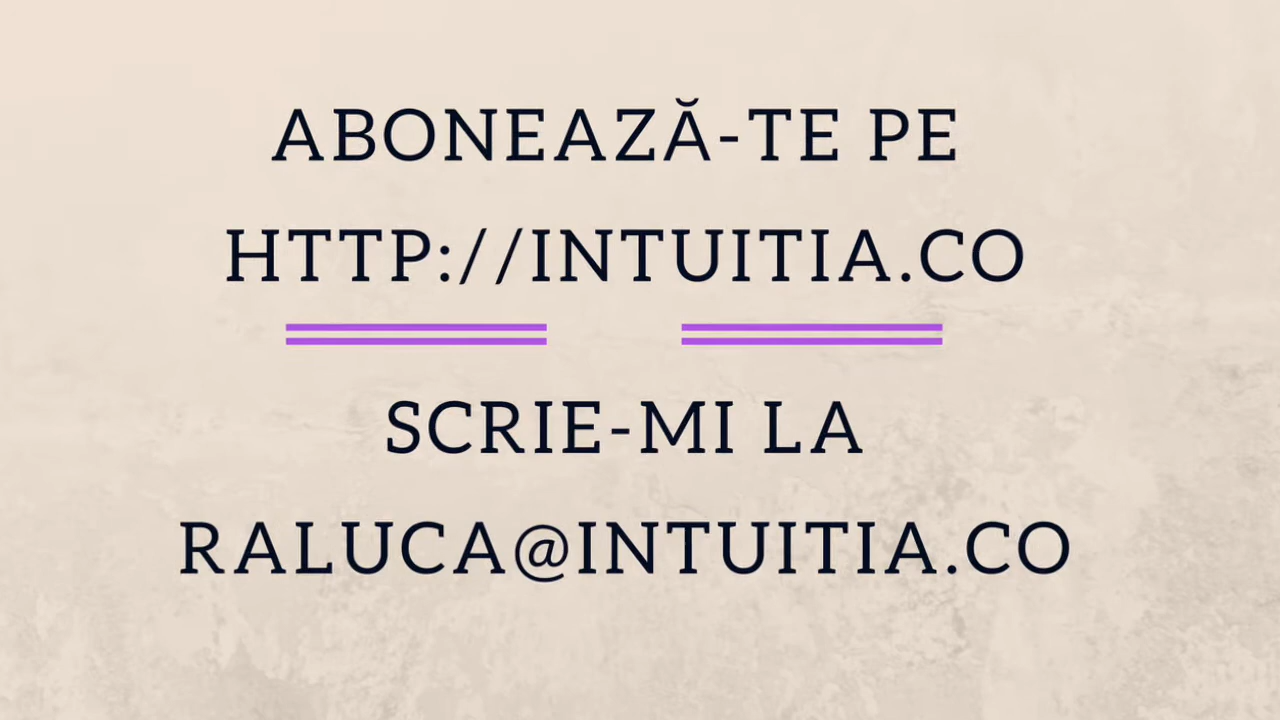 ABONEAZĂ-TE PE
HTTP://INTUITIA.CO
SCRIE-MI LA
RALUCA@INTUITIA.CO